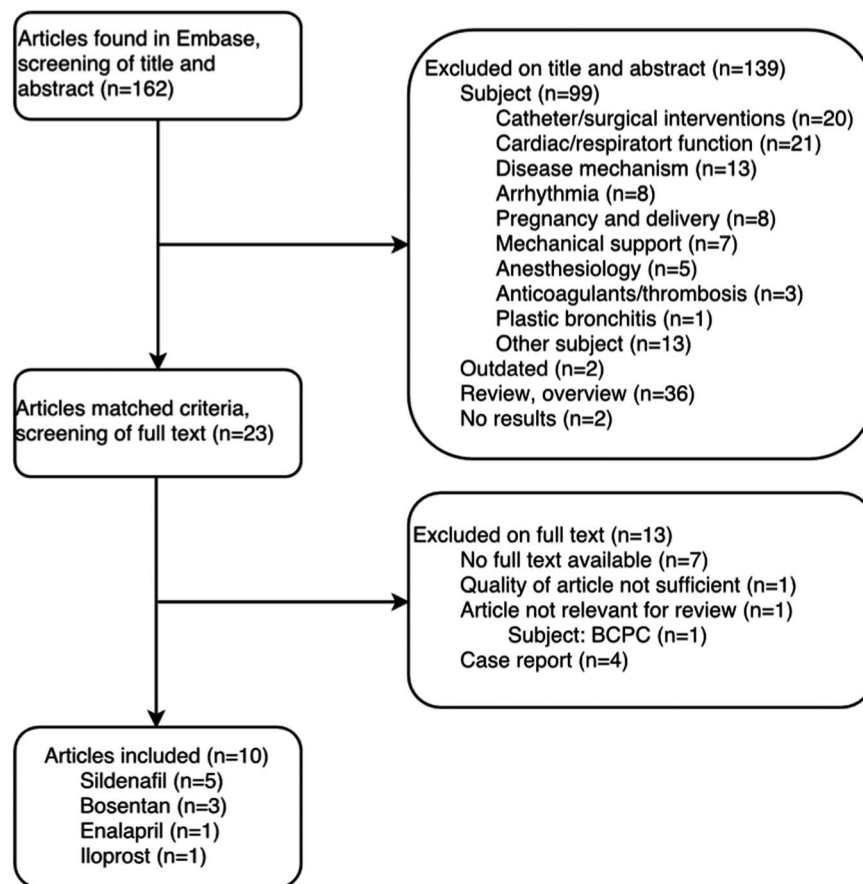 Articles found in Embase,
screening of title and
abstract (n=162)
Excluded on title and abstract (n=139)
Subject (n=99)
Catheter/surgical interventions (n=20)
Cardiac/respiratort function (n=21)
Disease mechanism (n=13)
Arrhythmia (n=8)
Pregnancy and delivery (n=8)
Mechanical support (n=7)
Anesthesiology (n=5)
Anticoagulants/thrombosis (n=3)
Plastic bronchitis (n=1)
Other subject (n=13)
Outdated (n=2)
Review, overview (n=36)
No results (n=2)
Articles matched criteria,
screening of full text (n=23)
Excluded on full text (n=13)
No full text available (n=7)
Quality of article not sufficient (n=1)
Article not relevant for review (n=1)
Subject: BCPC (n=1)
Case report (n=4)
Articles included (n=10)
Sildenafil (n=5)
Bosentan (n=3)
Enalapril (n=1)
Iloprost (n=1)